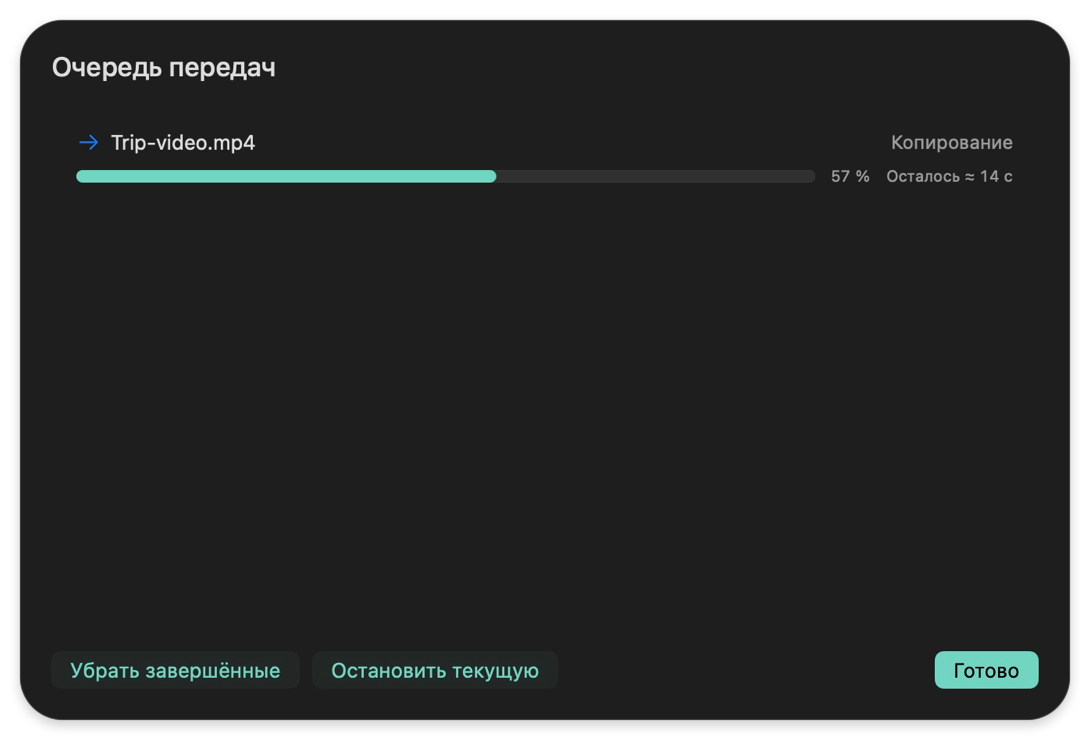 Очередь передач
Trip-video.mp4 Копирование
57 % Осталось ≈ 14 с
Убрать завершённые Остановить текущую Готово